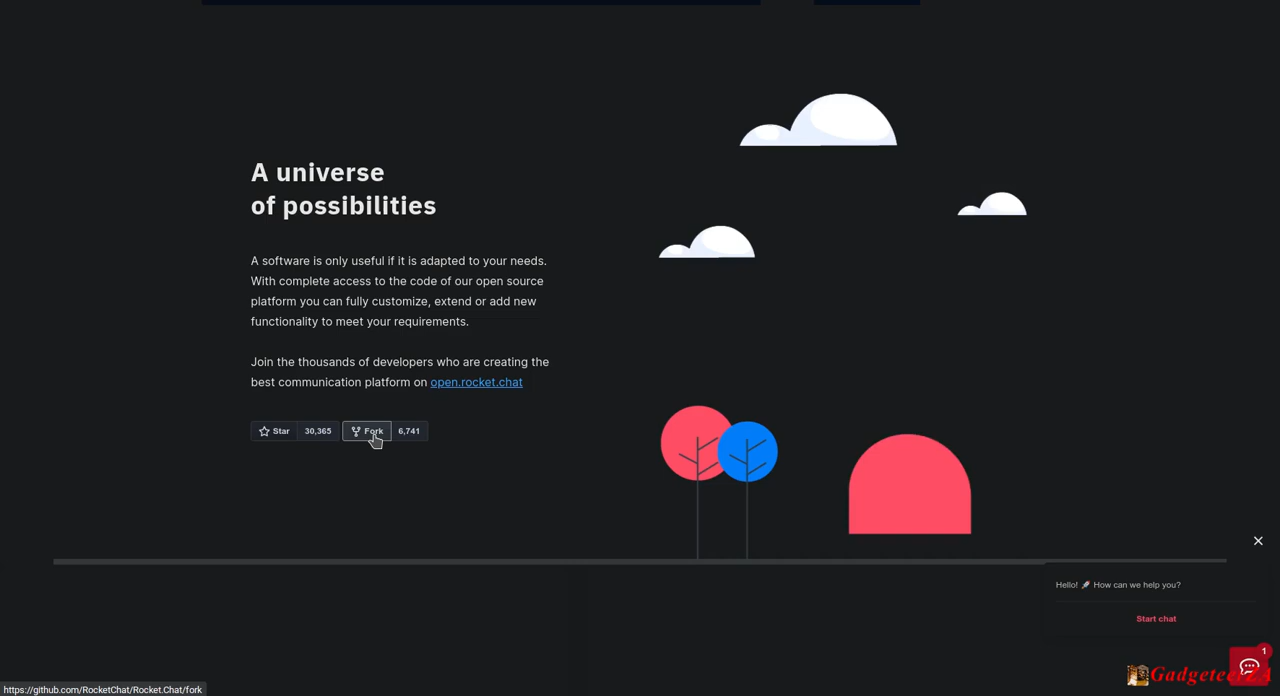 A universe
of possibilities
A software is only useful if it is adapted to your needs.
With complete access to the code of our open source
platform you can fully customize, extend or add new
functionality to meet your requirements.
Join the thousands of developers who are creating the
best communication platform on open.rocket.chat
Star 30,365 Fork 6,741
Hello! 🚀 How can we help you?
Start chat
1
https://github.com/RocketChat/Rocket.Chat/fork